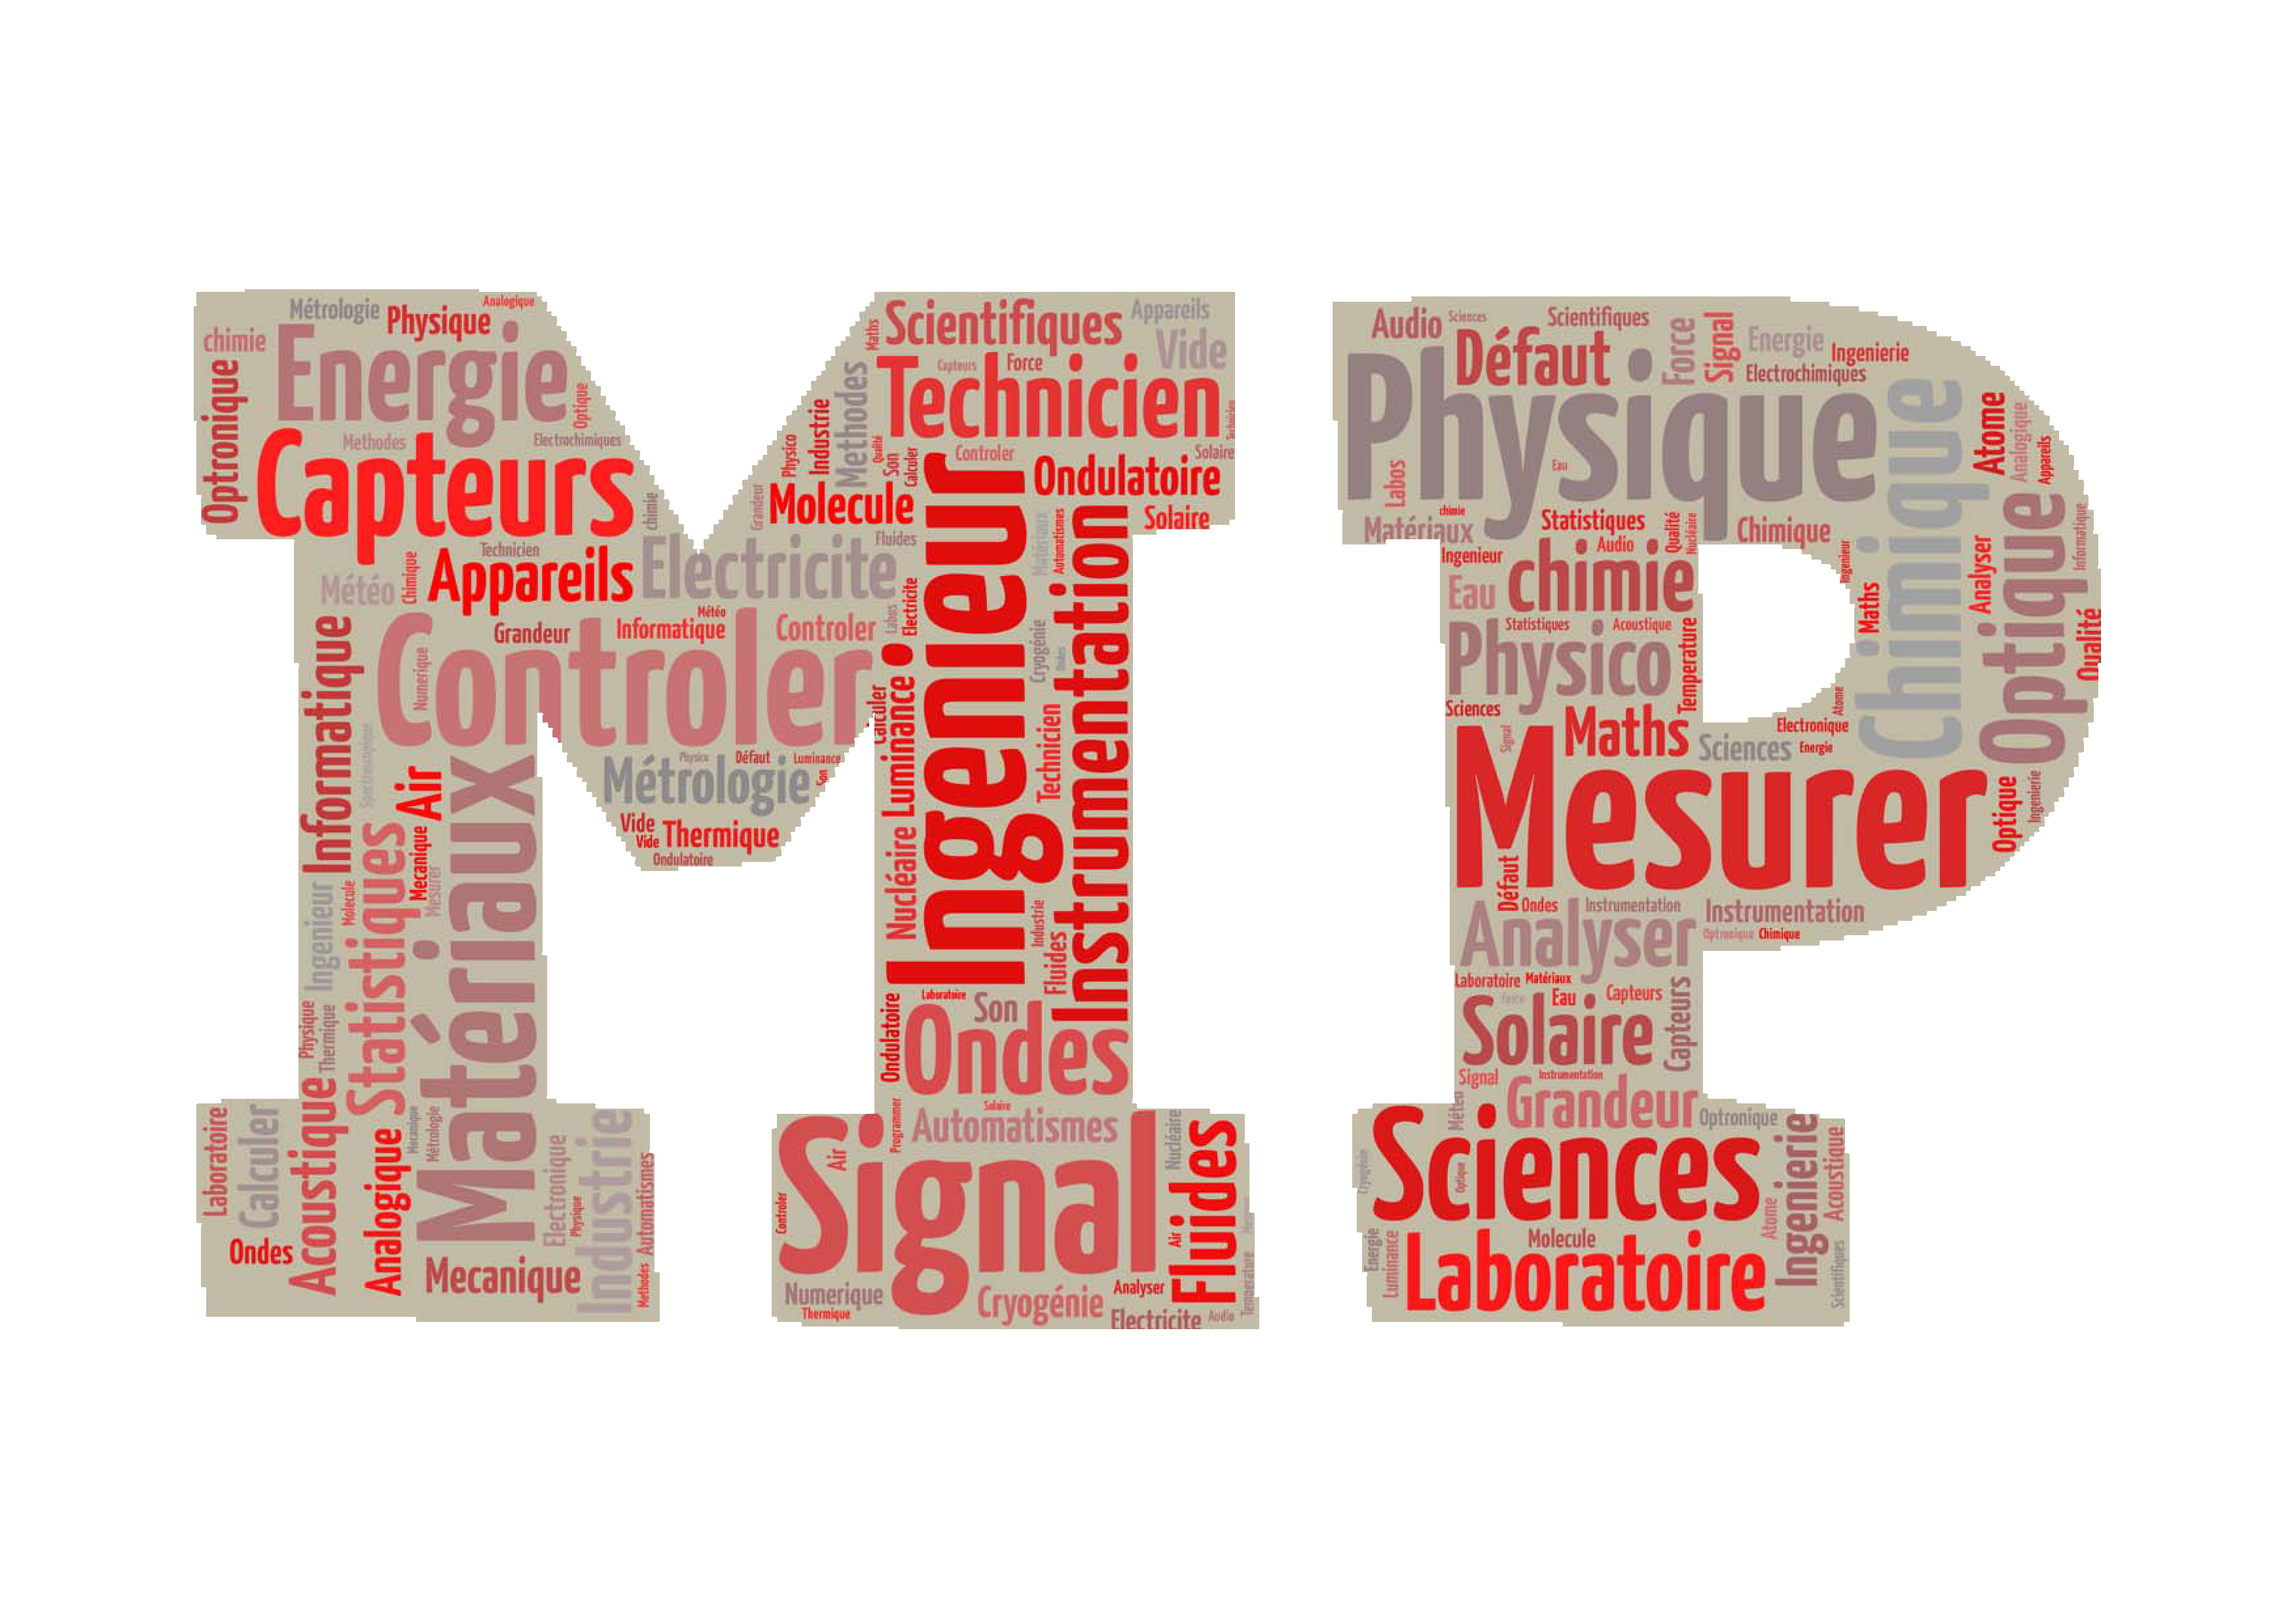 Métrologie
Physique
Analogique
chimie
Energie
Optique
Optronique
Methodes
Electrochimiques
Capteurs
chimie
Technicien
Météo
Chimique
Appareils
Electricite
Fluides
Grandeur
Molecule
Physico
Industrie
Methodes
Qualité
Son
Calculer
Maths
Scientifiques
Appareils
Vide
Capteurs
Force
Technicien
Technicien
Controler
Solaire
Ondulatoire
Solaire
Matériaux
Automatismes
Informatique
Controler
Grandeur
Météo
Informatique
Controler
Labos
Electricite
Numerique
Spectroscopique
Calculer
Luminance
Ingenieur
Cryogénie
Ondes
Instrumentation
Technicien
Physico
Défaut
Luminance
Métrologie
Son
Vide
Vide
Thermique
Ondulatoire
Air
Mecanique
Mesurer
Matériaux
Statistiques
Molecule
Ingenieur
Physique
Thermique
Nucléaire
Industrie
Fluides
Laboratoire
Son
Ondulatoire
Ondes
Laboratoire
Calculer
Acoustique
Analogique
Mecanique
Métrologie
Ondes
Mecanique
Electronique
Physique
Industrie
Automatismes
Methodes
Programmer
Solaire
Automatismes
Nucléaire
Air
Signal
Controler
Air
Fluides
Temperature
Numerique
Thermique
Cryogénie
Analyser
Electricite
Audio
Audio
Sciences
Scientifiques
Défaut
Force
Signal
Energie
Ingenierie
Electrochimiques
Physique
Labos
Eau
Chimique
Atome
Analogique
Appareils
Matériaux
chimie
Statistiques
Qualité
Nucléaire
Chimique
Ingenieur
Audio
Ingenieur
Eau
chimie
Maths
Analyser
Optique
Informatique
Qualité
Statistiques
Acoustique
Physico
Temperature
Sciences
Signal
Maths
Sciences
Electronique
Energie
Atome
Mesurer
Optique
Ingenierie
Défaut
Ondes
Instrumentation
Instrumentation
Analyser
Optronique
Chimique
Laboratoire
Matériaux
Force
Eau
Capteurs
Solaire
Capteurs
Signal
Instrumentation
Météo
Grandeur
Optronique
Sciences
Cryogénie
Optique
Ingenierie
Acoustique
Atome
Energie
Luminance
Molecule
Laboratoire
Scientifiques